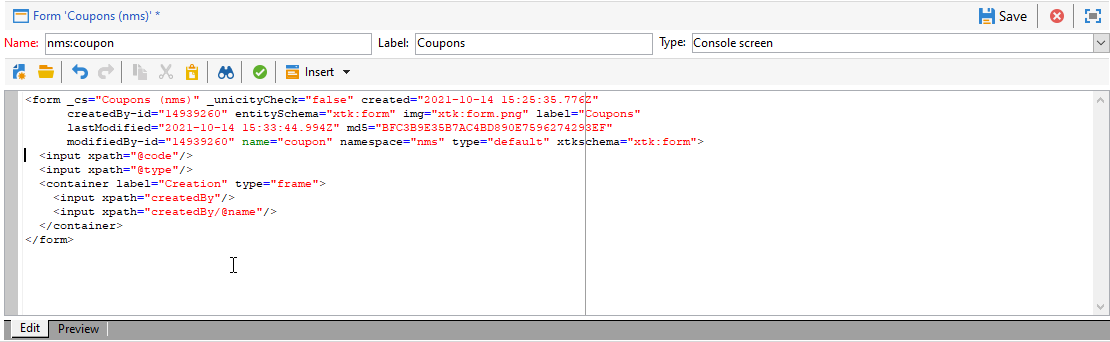 Form 'Coupons (nms)' *
Save
Name: nms:coupon Label: Coupons Type: Console screen
Insert
<form _cs="Coupons (nms)" _unicityCheck="false" created="2021-10-14 15:25:35.776Z"
createdBy-id="14939260" entitySchema="xtk:form" img="xtk:form.png" label="Coupons"
lastModified="2021-10-14 15:33:44.994Z" md5="BFC3B9E35B7AC4BD890E7596274293EF"
modifiedBy-id="14939260" name="coupon" namespace="nms" type="default" xtkschema="xtk:form">
<input xpath="@code"/>
<input xpath="@type"/>
<container label="Creation" type="frame">
<input xpath="createdBy"/>
<input xpath="createdBy/@name"/>
</container>
</form>
Edit Preview